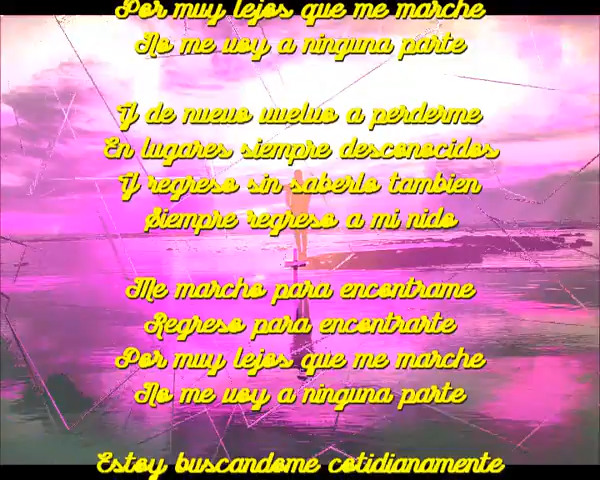 Por muy lejos que me marche
No me voy a ninguna parte
Y de nuevo vuelvo a perderme
En lugares siempre desconocidos
Y regreso sin saberlo tambien
Siempre regreso a mi nido
Me marcho para encontrame
Regreso para encontrarte
Por muy lejos que me marche
No me voy a ninguna parte
Estoy buscandome cotidianamente